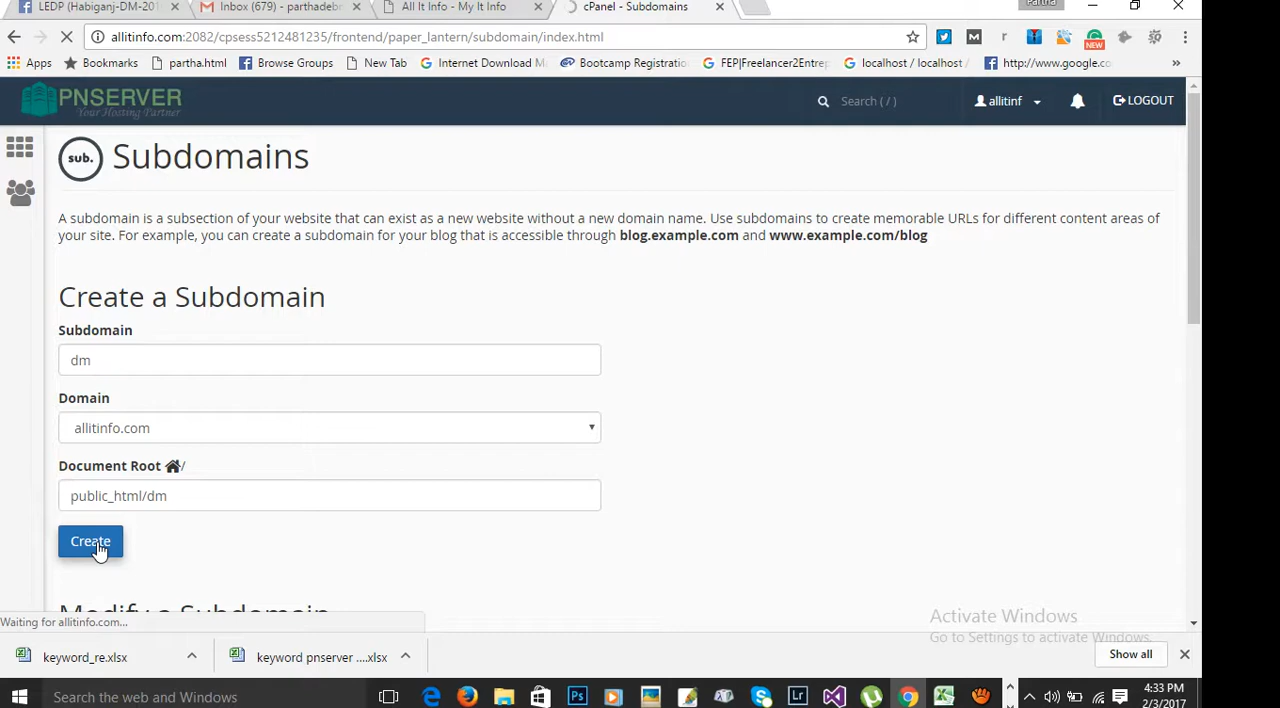 LEDP (Habiganj-DM-201
Inbox (679) - parthadeb
All It Info - My It Info
cPanel - Subdomains
Partha
allitinfo.com:2082/cpsess5212481235/frontend/paper_lantern/subdomain/index.html
NEW
Apps
Bookmarks
partha.html
Browse Groups
New Tab
Internet Download M
Bootcamp Registratio
FEP|Freelancer2Entrep
localhost / localhost /
http://www.google.co
»
PNSERVER
Your Hosting Partner
Search ( / )
allitinf
LOGOUT
sub.
Subdomains
A subdomain is a subsection of your website that can exist as a new website without a new domain name. Use subdomains to create memorable URLs for different content areas of
your site. For example, you can create a subdomain for your blog that is accessible through blog.example.com and www.example.com/blog
Create a Subdomain
Subdomain
dm
Domain
allitinfo.com
Document Root /
public_html/dm
Create
Modify a Subdomain
Waiting for allitinfo.com...
Activate Windows
Go to Settings to activate Windows.
keyword_re.xlsx
keyword pnserver ....xlsx
Show all
Search the web and Windows
Ps
Lr
4:33 PM
2/3/2017